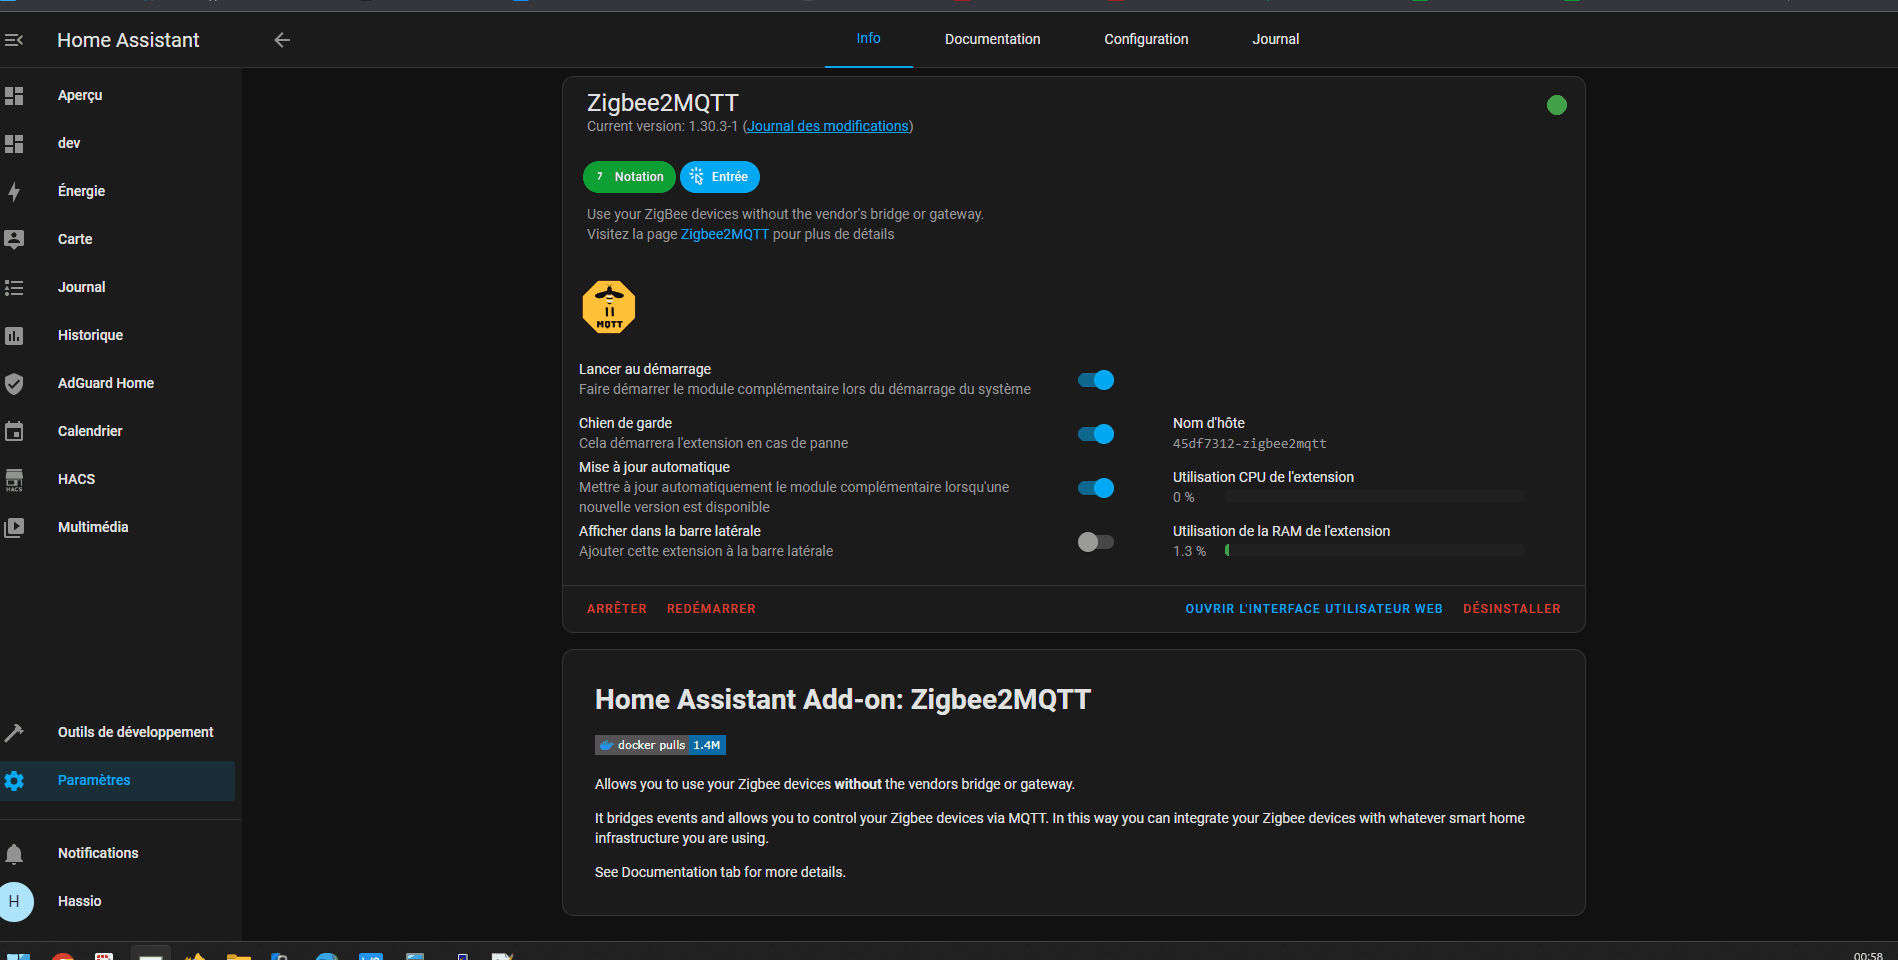 Home Assistant
Info
Documentation
Configuration
Journal
Aperçu
dev
Énergie
Carte
Journal
Historique
AdGuard Home
Calendrier
HACS
HACS
Multimédia
Outils de développement
Paramètres
Notifications
H
Hassio
Zigbee2MQTT
Current version: 1.30.3-1 (Journal des modifications)
7 Notation
Entrée
Use your ZigBee devices without the vendor's bridge or gateway.
Visitez la page Zigbee2MQTT pour plus de détails
MQTT
Lancer au démarrage
Faire démarrer le module complémentaire lors du démarrage du système
Chien de garde
Cela démarrera l'extension en cas de panne
Mise à jour automatique
Mettre à jour automatiquement le module complémentaire lorsqu'une
nouvelle version est disponible
Afficher dans la barre latérale
Ajouter cette extension à la barre latérale
Nom d'hôte
45df7312-zigbee2mqtt
Utilisation CPU de l'extension
0 %
Utilisation de la RAM de l'extension
1.3 %
ARRÊTER
REDÉMARRER
OUVRIR L'INTERFACE UTILISATEUR WEB
DÉSINSTALLER
Home Assistant Add-on: Zigbee2MQTT
docker pulls 1.4M
Allows you to use your Zigbee devices without the vendors bridge or gateway.
It bridges events and allows you to control your Zigbee devices via MQTT. In this way you can integrate your Zigbee devices with whatever smart home
infrastructure you are using.
See Documentation tab for more details.
00:58